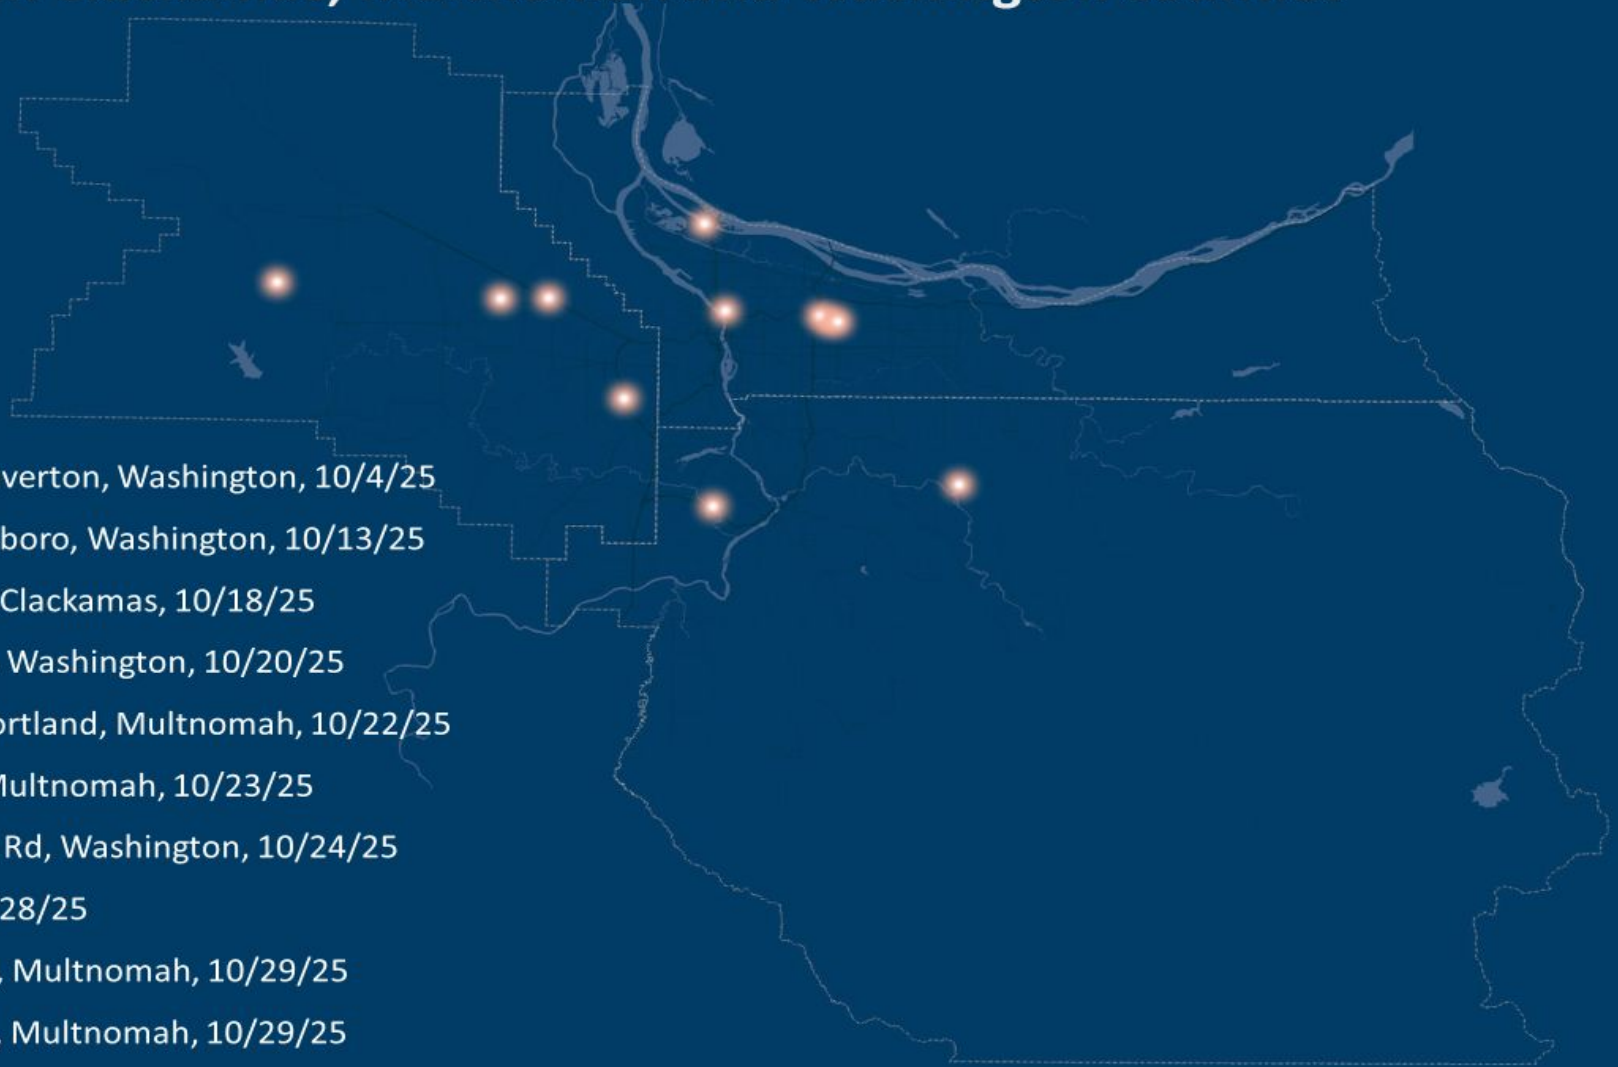 verton, Washington, 10/4/25
boro, Washington, 10/13/25
Clackamas, 10/18/25
Washington, 10/20/25
ortland, Multnomah, 10/22/25
Multnomah, 10/23/25
Rd, Washington, 10/24/25
28/25
, Multnomah, 10/29/25
, Multnomah, 10/29/25